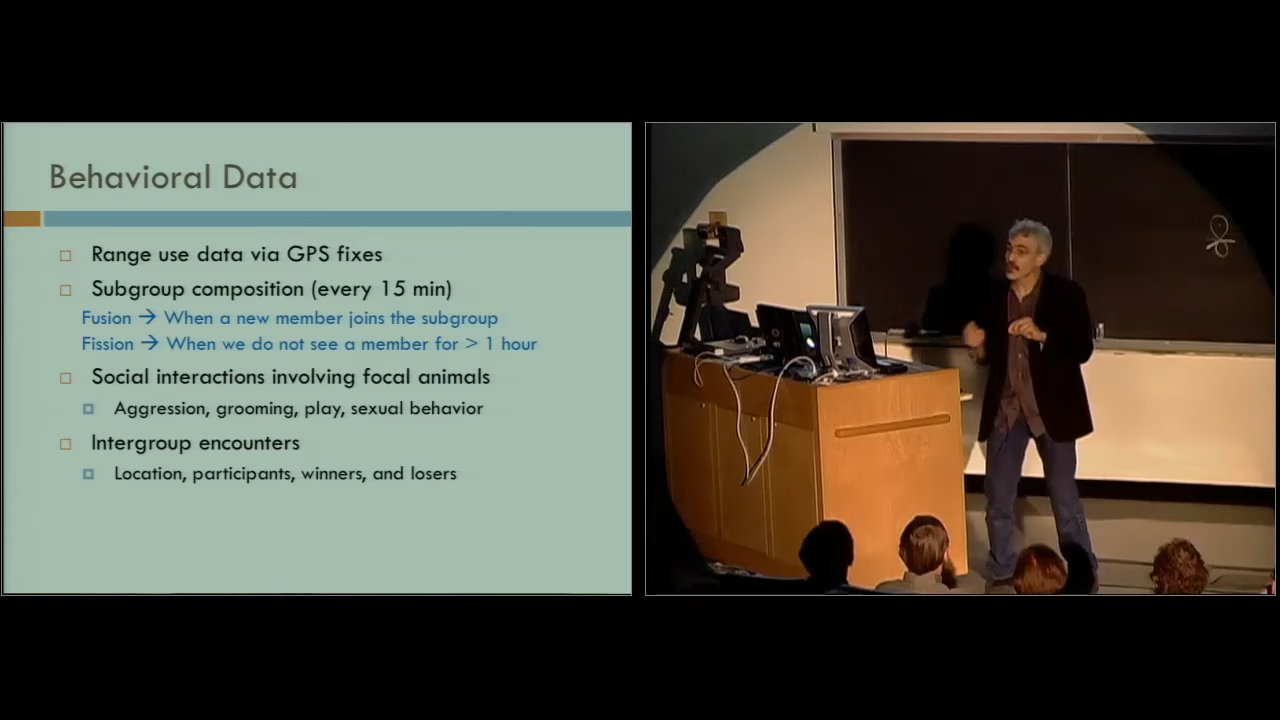 Behavioral Data
Range use data via GPS fixes
Subgroup composition (every 15 min)
Fusion → When a new member joins the subgroup
Fission → When we do not see a member for > 1 hour
Social interactions involving focal animals
Aggression, grooming, play, sexual behavior
Intergroup encounters
Location, participants, winners, and losers